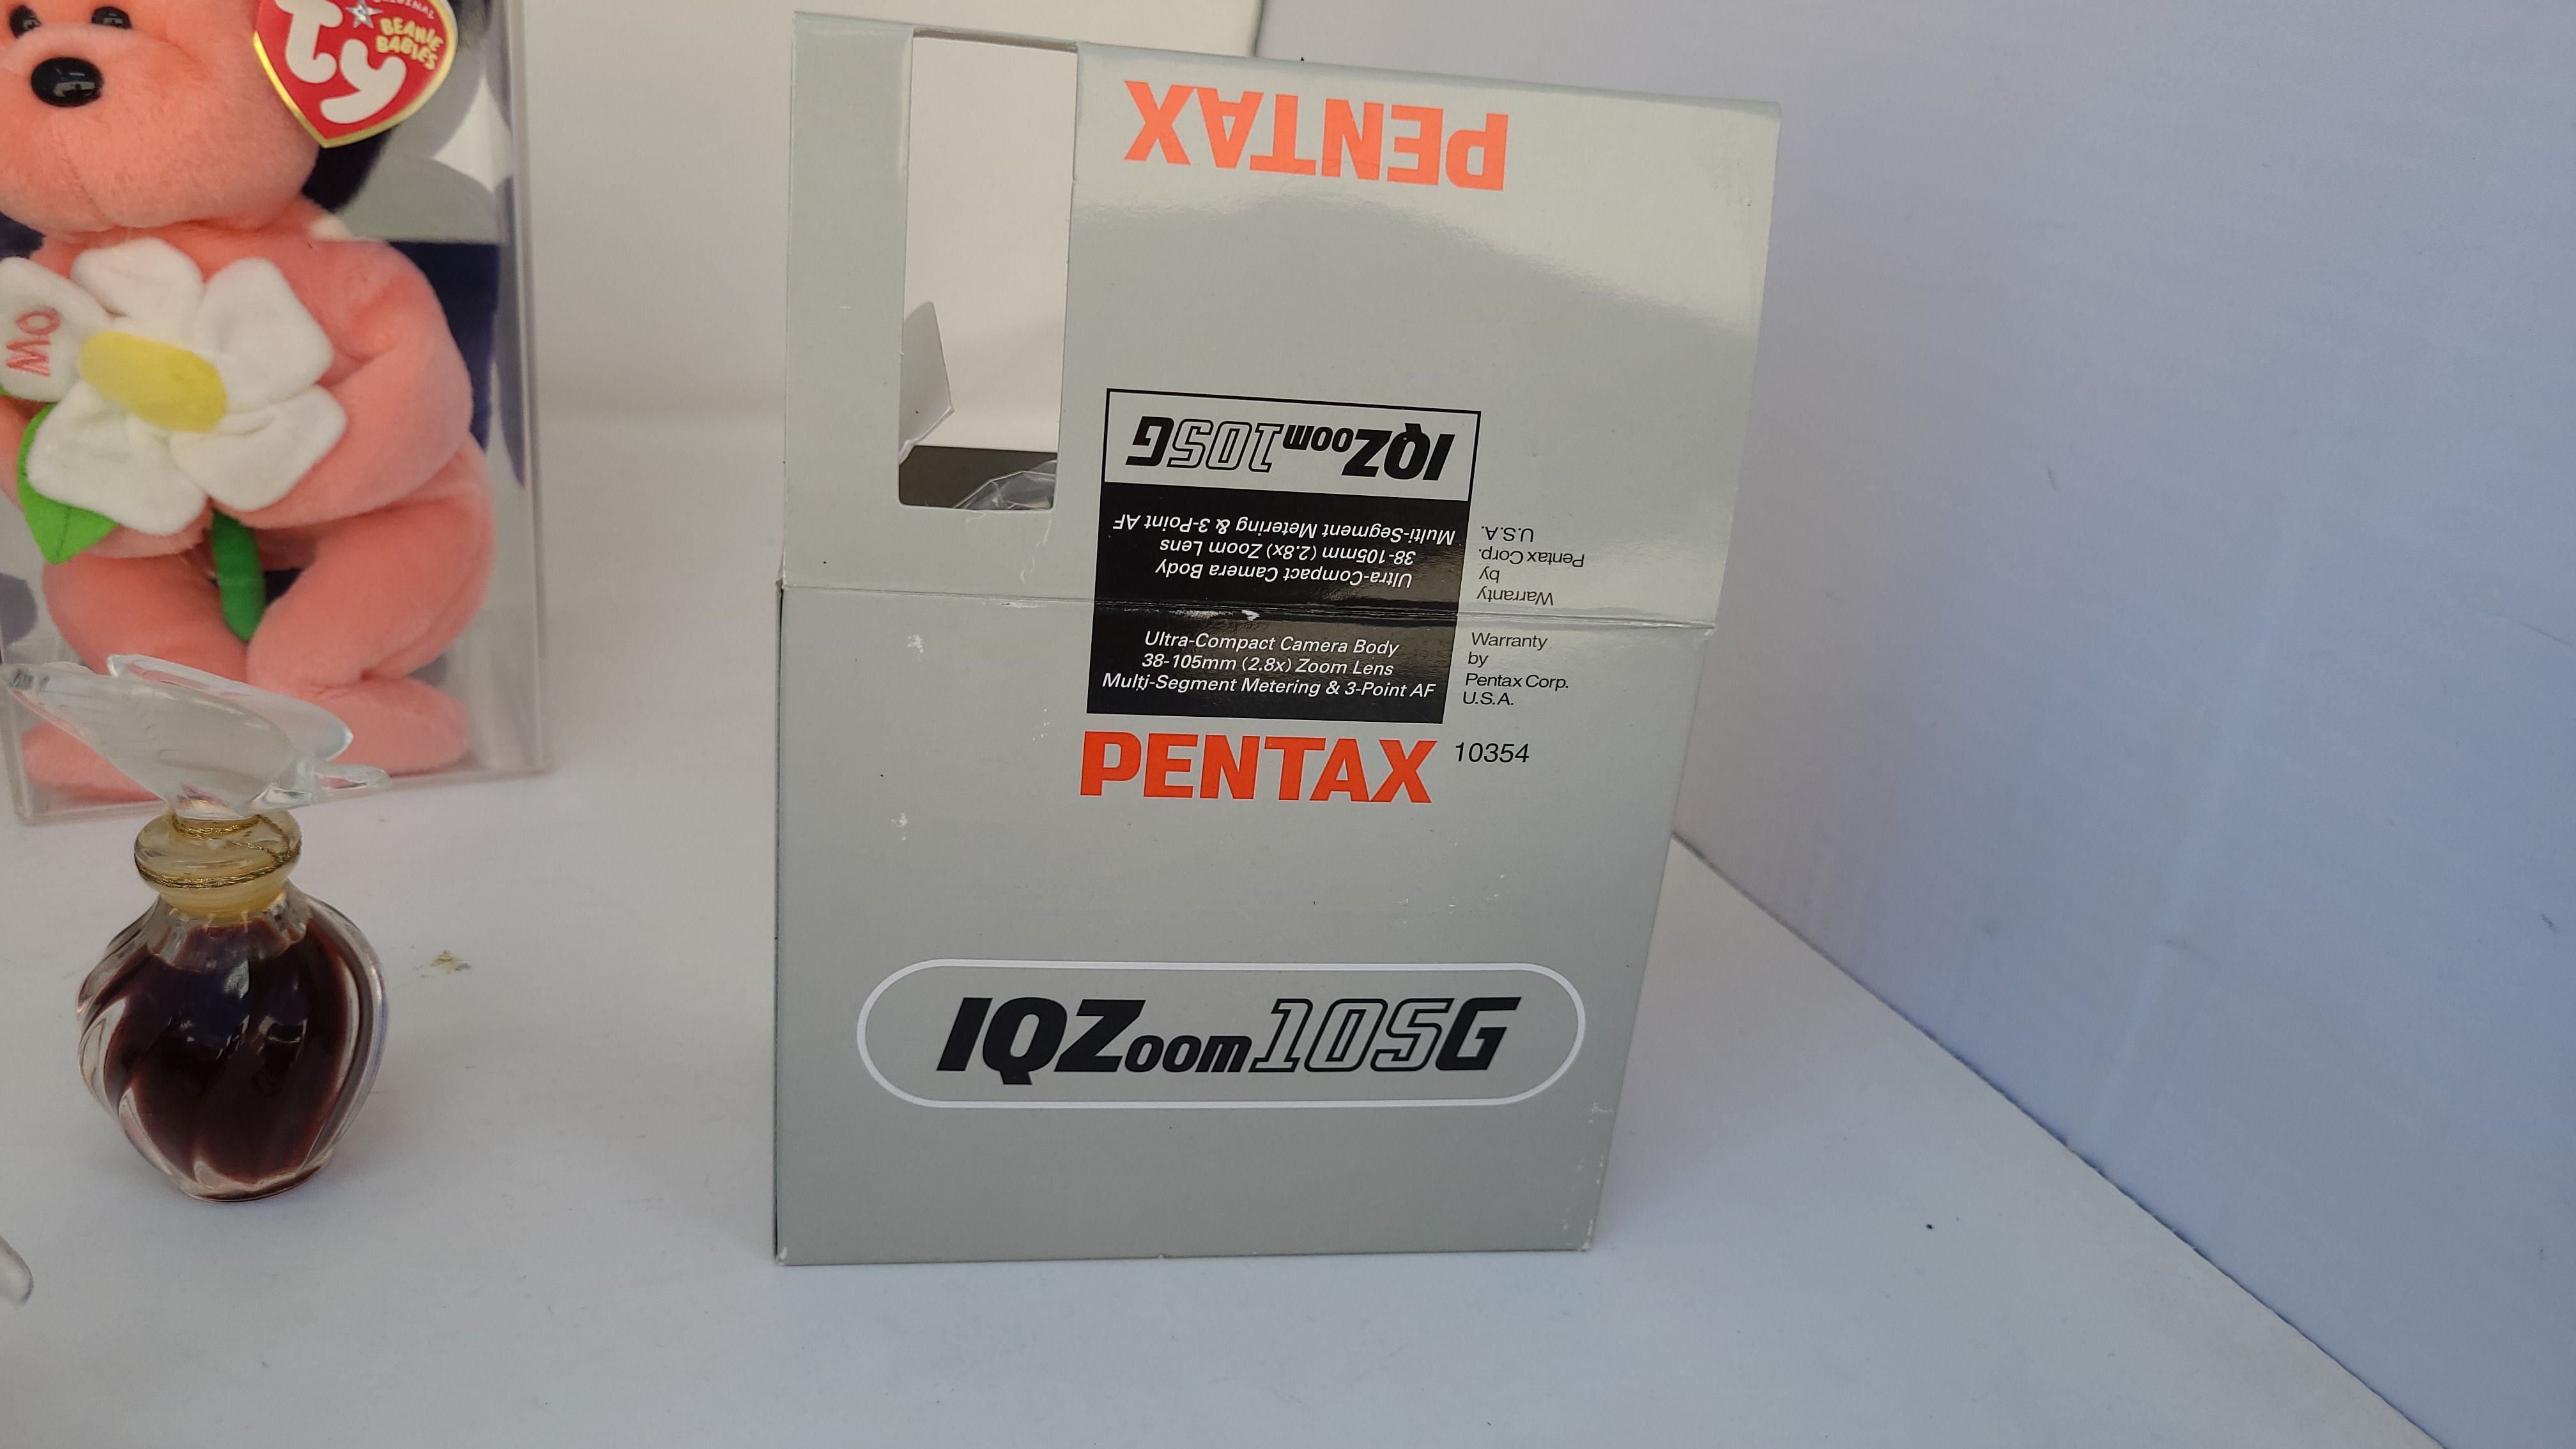 ORIGINAL
Ty
BEANIE
BABIES
PENTAX
IQZoom105G
Multi-Segment Metering & 3-Point AF
38-105mm (2.8x) Zoom Lens
Ultra-Compact Camera Body
U.S.A.
Pentax Corp.
by
Warranty
Ultra-Compact Camera Body
38-105mm (2.8x) Zoom Lens
Multi-Segment Metering & 3-Point AF
Warranty
by
Pentax Corp.
U.S.A.
PENTAX 10354
IQZoom105G